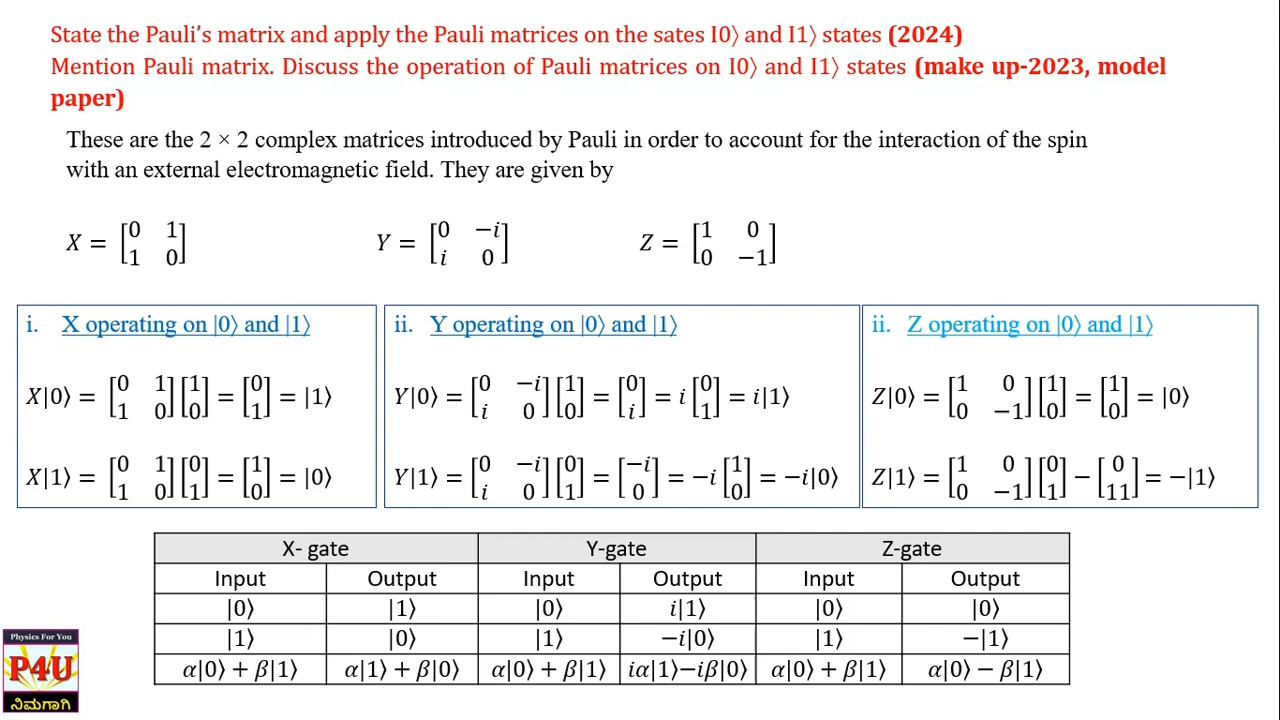 State the Pauli's matrix and apply the Pauli matrices on the sates I0⟩ and I1⟩ states (2024)
Mention Pauli matrix. Discuss the operation of Pauli matrices on I0⟩ and I1⟩ states (make up-2023, model
paper)
These are the 2 × 2 complex matrices introduced by Pauli in order to account for the interaction of the spin
with an external electromagnetic field. They are given by
X = [0 1; 1 0] Y = [0 −i; i 0] Z = [1 0; 0 −1]
i. X operating on |0⟩ and |1⟩
X|0⟩ = [0 1; 1 0][1; 0] = [0; 1] = |1⟩
X|1⟩ = [0 1; 1 0][0; 1] = [1; 0] = |0⟩
ii. Y operating on |0⟩ and |1⟩
Y|0⟩ = [0 −i; i 0][1; 0] = [0; i] = i[0; 1] = i|1⟩
Y|1⟩ = [0 −i; i 0][0; 1] = [−i; 0] = −i[1; 0] = −i|0⟩
ii. Z operating on |0⟩ and |1⟩
Z|0⟩ = [1 0; 0 −1][1; 0] = [1; 0] = |0⟩
Z|1⟩ = [1 0; 0 −1][0; 1] − [0; 11] = −|1⟩
X- gate Y-gate Z-gate
Input Output Input Output Input Output
|0⟩ |1⟩ |0⟩ i|1⟩ |0⟩ |0⟩
|1⟩ |0⟩ |1⟩ −i|0⟩ |1⟩ −|1⟩
α|0⟩ + β|1⟩ α|1⟩ + β|0⟩ α|0⟩ + β|1⟩ iα|1⟩−iβ|0⟩ α|0⟩ + β|1⟩ α|0⟩ − β|1⟩
Physics For You
P4U
ನಿಮಗಾಗಿ